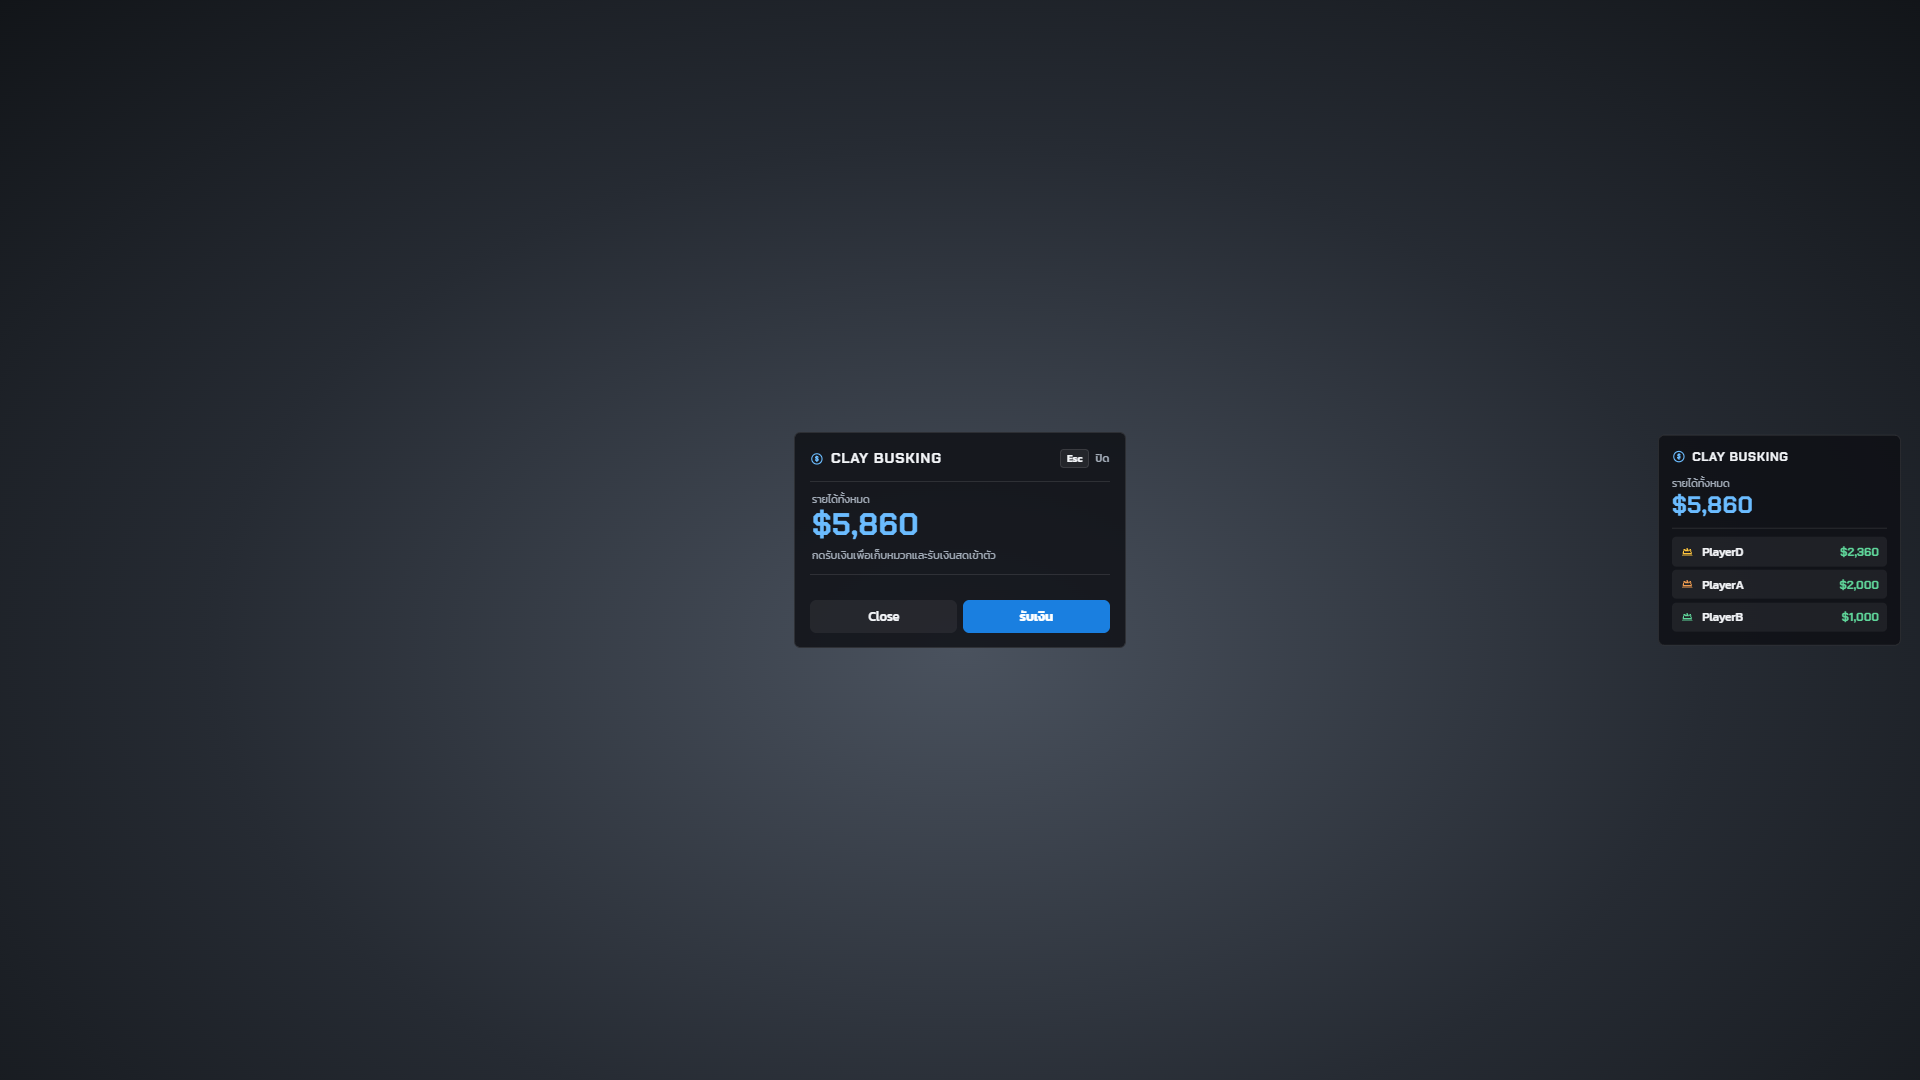 CLAY BUSKING
Esc ปิด
รายได้ทั้งหมด
$5,860
กดรับเงินเพื่อเก็บหมวกและรับเงินสดเข้าตัว
Close
รับเงิน
CLAY BUSKING
รายได้ทั้งหมด
$5,860
PlayerD $2,360
PlayerA $2,000
PlayerB $1,000